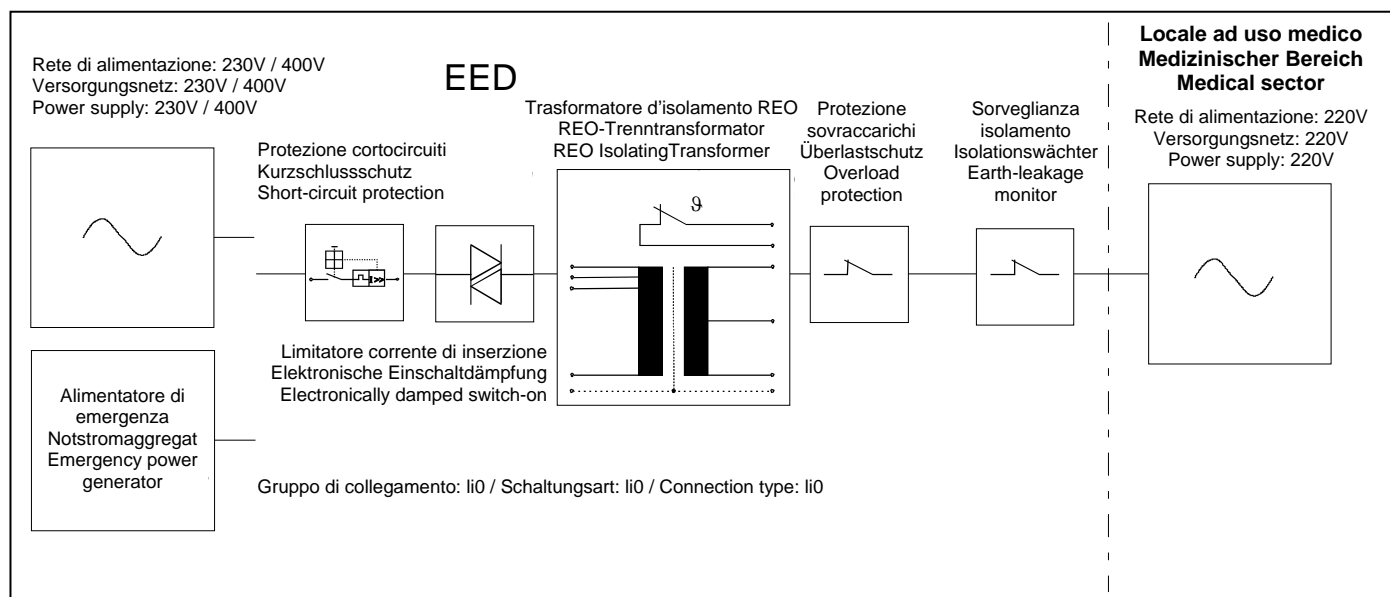 Rete di alimentazione: 230V / 400V
Versorgungsnetz: 230V / 400V
Power supply: 230V / 400V
EED
Locale ad uso medico
Medizinischer Bereich
Medical sector
Trasformatore d'isolamento REO
REO-Trenntransformator
REO IsolatingTransformer
Protezione
sovraccarichi
Überlastschutz
Overload
protection
Sorveglianza
isolamento
Isolationswächter
Earth-leakage
monitor
Rete di alimentazione: 220V
Versorgungsnetz: 220V
Power supply: 220V
Protezione cortocircuiti
Kurzschlussschutz
Short-circuit protection
ϑ
I>>
Limitatore corrente di inserzione
Elektronische Einschaltdämpfung
Electronically damped switch-on
Alimentatore di
emergenza
Notstromaggregat
Emergency power
generator
Gruppo di collegamento: li0 / Schaltungsart: li0 / Connection type: li0